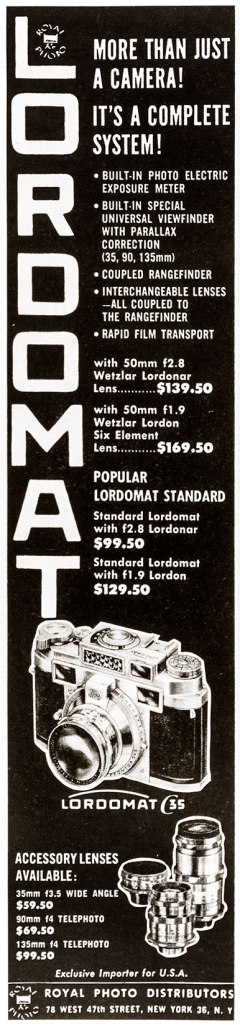 LORDOMAT
ROYAL
PHOTO
MORE THAN JUST
A CAMERA!
IT'S A COMPLETE
SYSTEM!
• BUILT-IN PHOTO ELECTRIC
EXPOSURE METER
• BUILT-IN SPECIAL
UNIVERSAL VIEWFINDER
WITH PARALLAX
CORRECTION
(35, 90, 135mm)
• COUPLED RANGEFINDER
• INTERCHANGEABLE LENSES
—ALL COUPLED TO
THE RANGEFINDER
• RAPID FILM TRANSPORT
with 50mm f2.8
Wetzlar Lordonar
Lens...........$139.50
with 50mm f1.9
Wetzlar Lordon
Six Element
Lens...........$169.50
POPULAR
LORDOMAT STANDARD
Standard Lordomat
with f2.8 Lordonar
$99.50
Standard Lordomat
with f1.9 Lordon
$129.50
LORDOMAT C35
ACCESSORY LENSES
AVAILABLE:
35mm f3.5 WIDE ANGLE
$59.50
90mm f4 TELEPHOTO
$69.50
135mm f4 TELEPHOTO
$99.50
Exclusive Importer for U.S.A.
ROYAL
PHOTO
ROYAL PHOTO DISTRIBUTORS
78 WEST 47th STREET, NEW YORK 36, N. Y